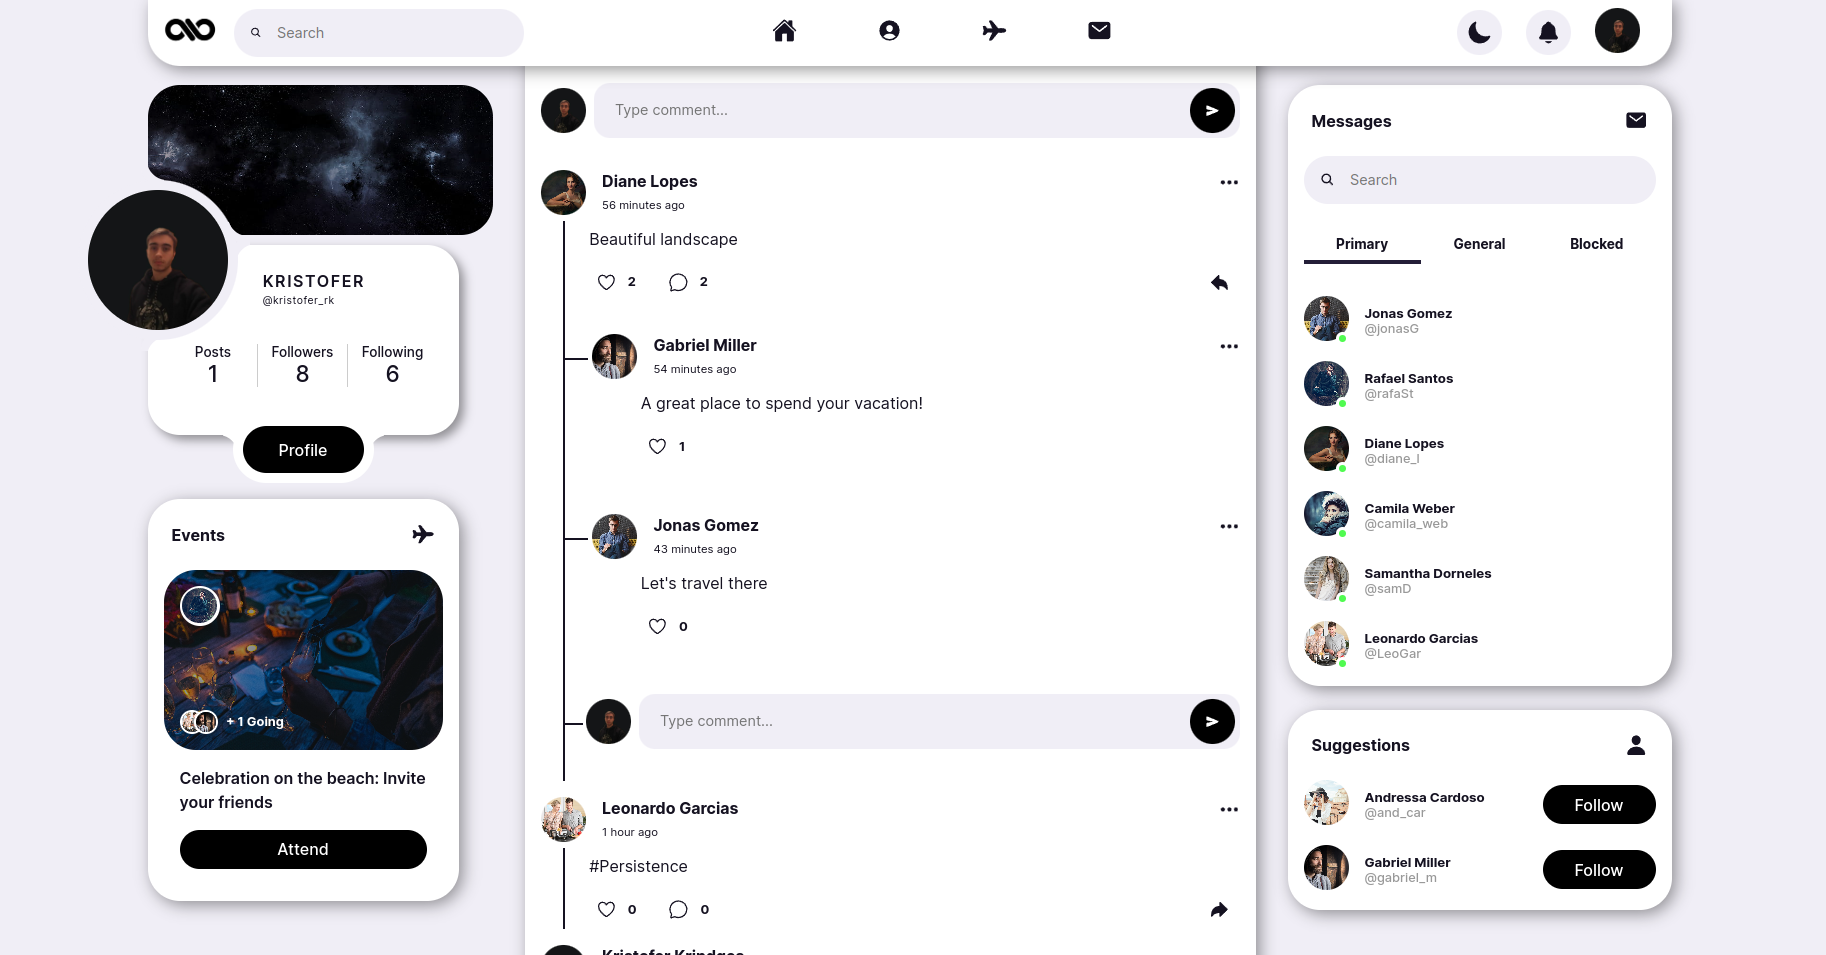 Search
KRISTOFER
@kristofer_rk
Posts
1
Followers
8
Following
6
Profile
Events
+ 1 Going
Celebration on the beach: Invite
your friends
Attend
Type comment...
Diane Lopes
56 minutes ago
Beautiful landscape
2
2
Gabriel Miller
54 minutes ago
A great place to spend your vacation!
1
Jonas Gomez
43 minutes ago
Let's travel there
0
Type comment...
Leonardo Garcias
1 hour ago
#Persistence
0
0
Kristofer Krindges
Messages
Search
Primary
General
Blocked
Jonas Gomez
@jonasG
Rafael Santos
@rafaSt
Diane Lopes
@diane_l
Camila Weber
@camila_web
Samantha Dorneles
@samD
Leonardo Garcias
@LeoGar
Suggestions
Andressa Cardoso
@and_car
Follow
Gabriel Miller
@gabriel_m
Follow